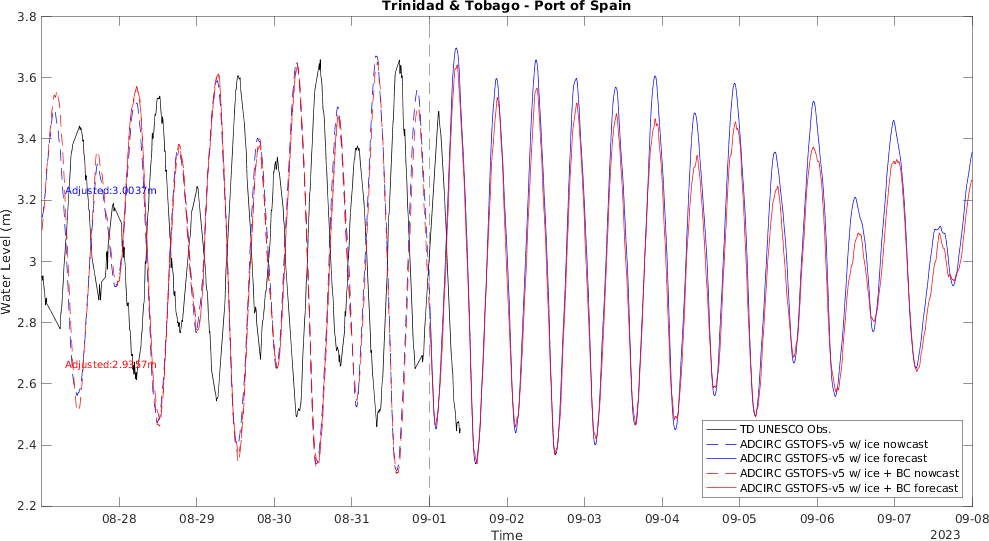 Trinidad & Tobago - Port of Spain
3.8
3.6
3.4
3.2
3
2.8
2.6
2.4
2.2
Water Level (m)
Adjusted:3.0037m
Adjusted:2.9357m
TD UNESCO Obs.
ADCIRC GSTOFS-v5 w/ ice nowcast
ADCIRC GSTOFS-v5 w/ ice forecast
ADCIRC GSTOFS-v5 w/ ice + BC nowcast
ADCIRC GSTOFS-v5 w/ ice + BC forecast
08-28 08-29 08-30 08-31 09-01 09-02 09-03 09-04 09-05 09-06 09-07 09-08
2023
Time